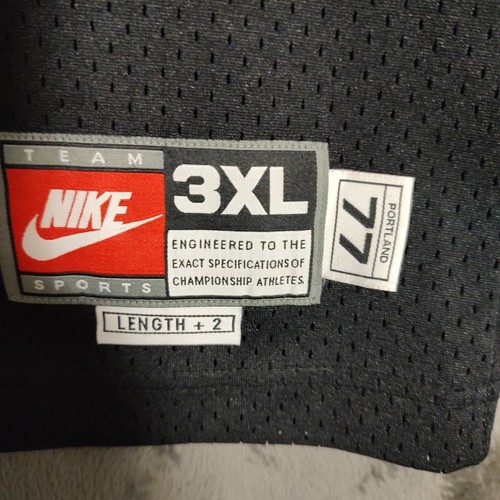 TEAM
NIKE
SPORTS
3XL
ENGINEERED TO THE
EXACT SPECIFICATIONS OF
CHAMPIONSHIP ATHLETES.
LENGTH + 2
PORTLAND
77